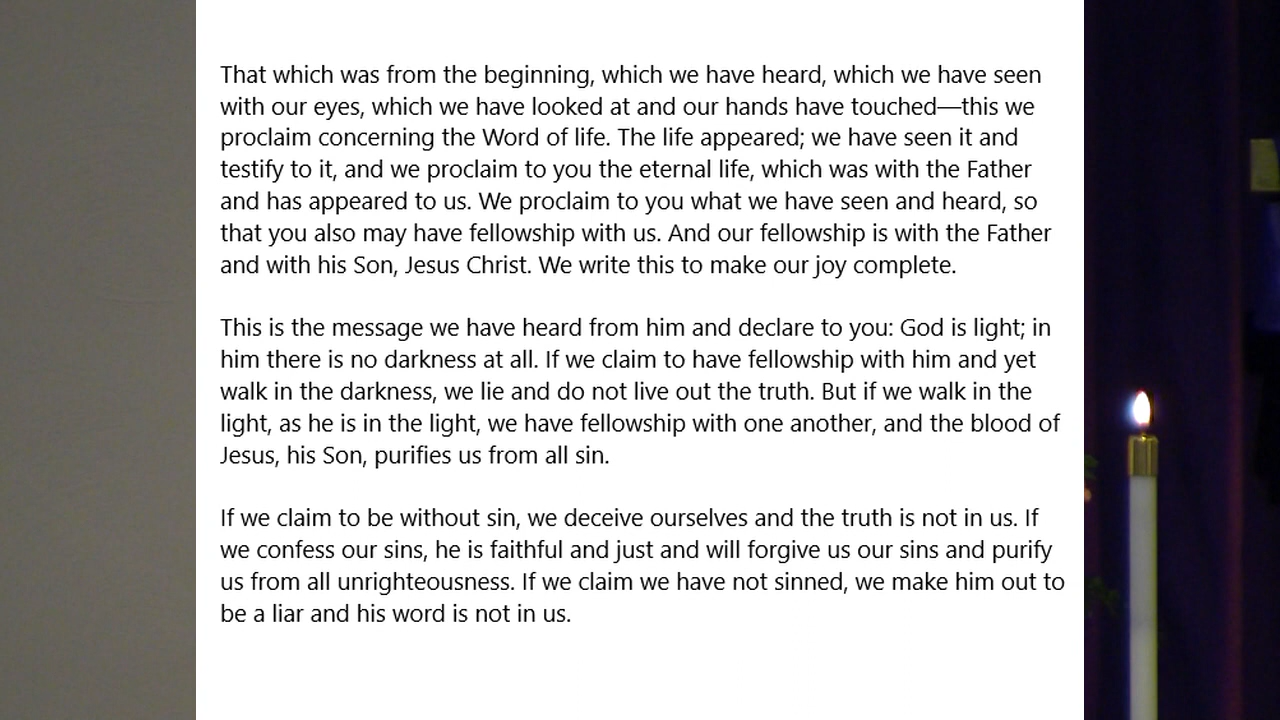 That which was from the beginning, which we have heard, which we have seen
with our eyes, which we have looked at and our hands have touched—this we
proclaim concerning the Word of life. The life appeared; we have seen it and
testify to it, and we proclaim to you the eternal life, which was with the Father
and has appeared to us. We proclaim to you what we have seen and heard, so
that you also may have fellowship with us. And our fellowship is with the Father
and with his Son, Jesus Christ. We write this to make our joy complete.
This is the message we have heard from him and declare to you: God is light; in
him there is no darkness at all. If we claim to have fellowship with him and yet
walk in the darkness, we lie and do not live out the truth. But if we walk in the
light, as he is in the light, we have fellowship with one another, and the blood of
Jesus, his Son, purifies us from all sin.
If we claim to be without sin, we deceive ourselves and the truth is not in us. If
we confess our sins, he is faithful and just and will forgive us our sins and purify
us from all unrighteousness. If we claim we have not sinned, we make him out to
be a liar and his word is not in us.